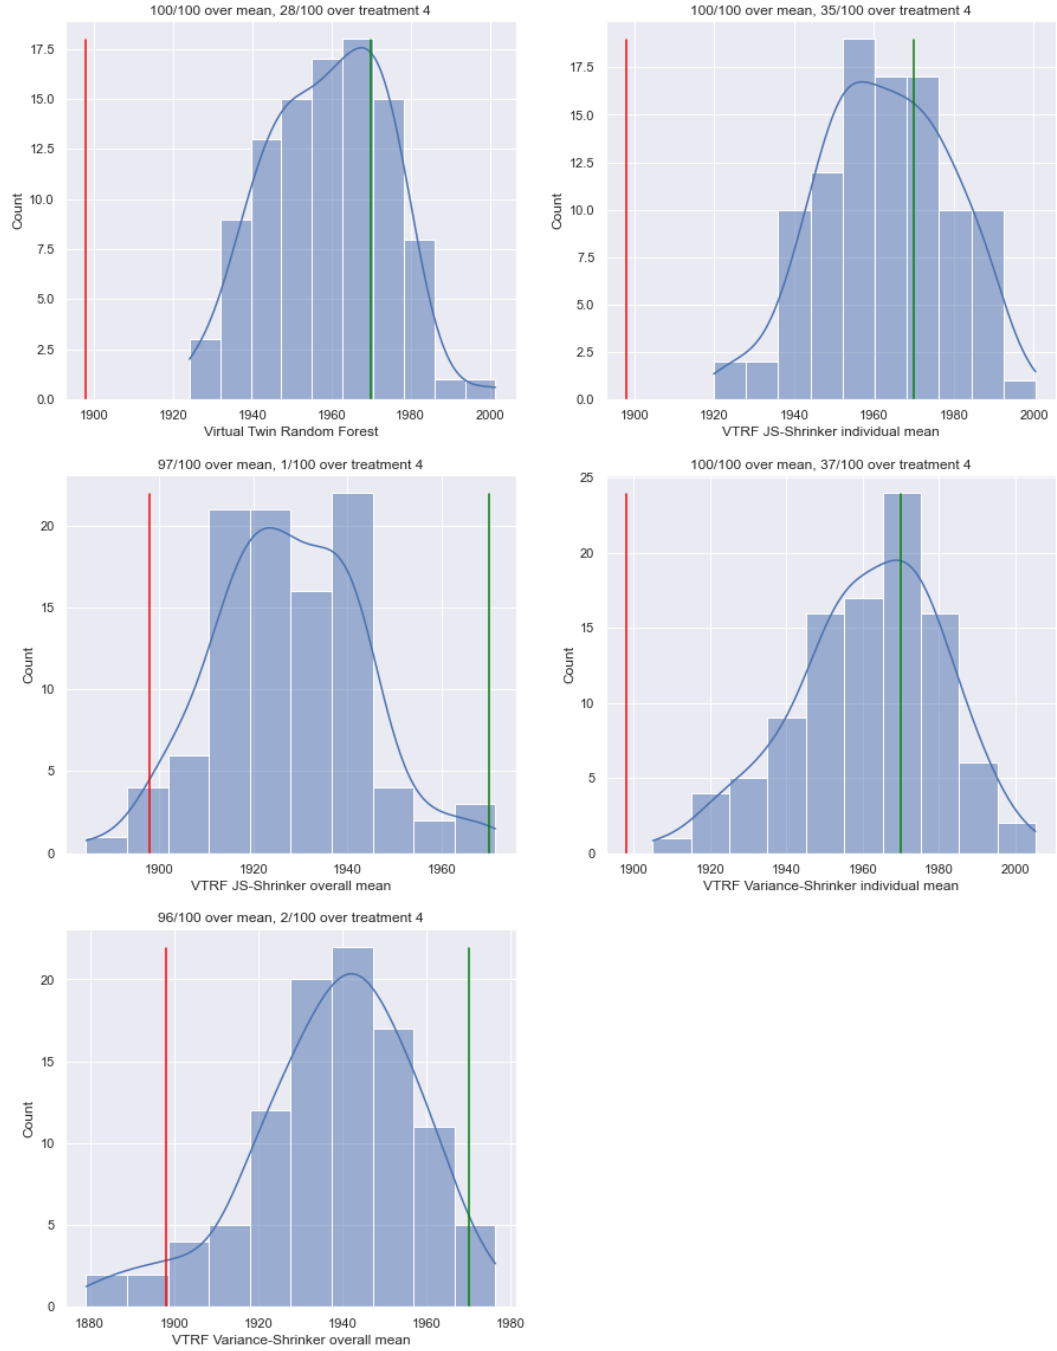 100/100 over mean, 28/100 over treatment 4
17.5
15.0
12.5
10.0
7.5
5.0
2.5
0.0
Count
1900 1920 1940 1960 1980 2000
Virtual Twin Random Forest
100/100 over mean, 35/100 over treatment 4
17.5
15.0
12.5
10.0
7.5
5.0
2.5
0.0
Count
1900 1920 1940 1960 1980 2000
VTRF JS-Shrinker individual mean
97/100 over mean, 1/100 over treatment 4
20
15
10
5
0
Count
1900 1920 1940 1960
VTRF JS-Shrinker overall mean
100/100 over mean, 37/100 over treatment 4
25
20
15
10
5
0
Count
1900 1920 1940 1960 1980 2000
VTRF Variance-Shrinker individual mean
96/100 over mean, 2/100 over treatment 4
20
15
10
5
0
Count
1880 1900 1920 1940 1960 1980
VTRF Variance-Shrinker overall mean